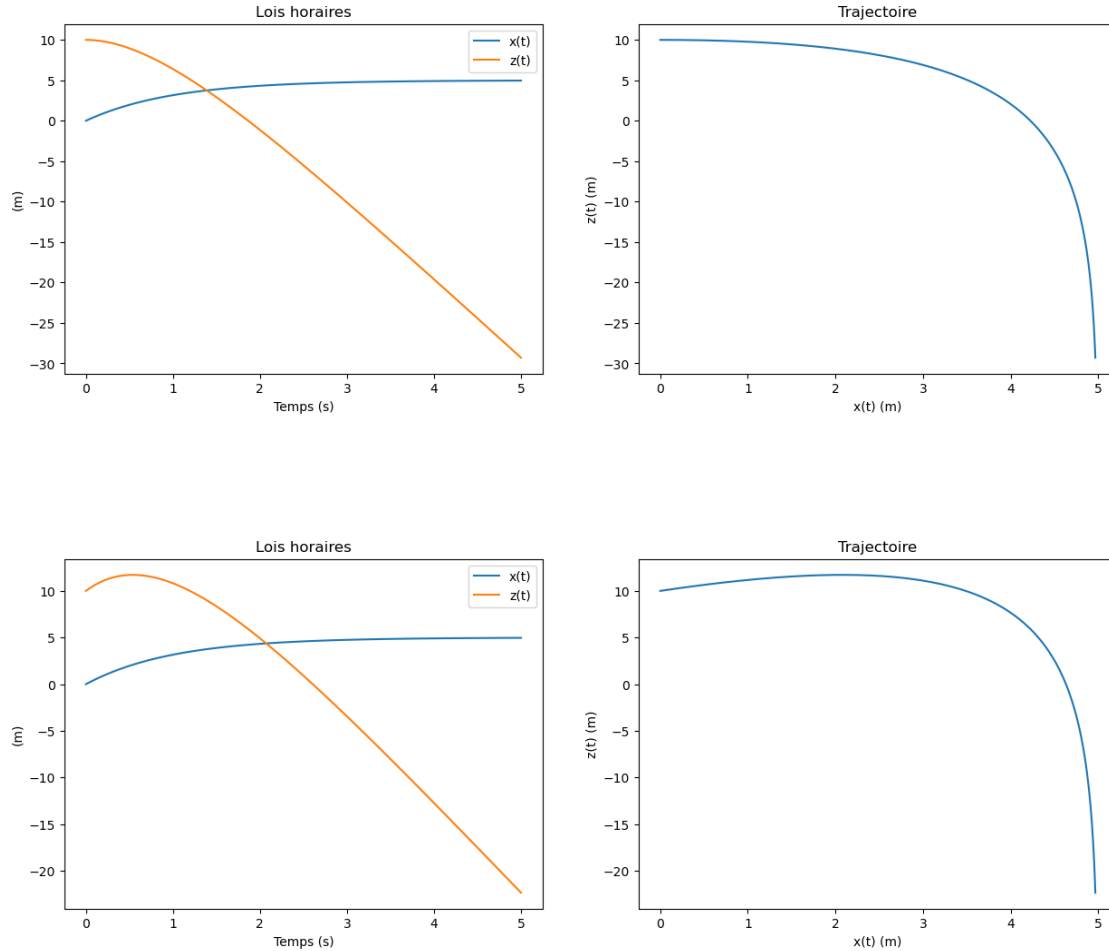 Lois horaires
10
5
0
−5
−10
−15
−20
−25
−30
(m)
x(t)
z(t)
0 1 2 3 4 5
Temps (s)
Trajectoire
10
5
0
−5
−10
−15
−20
−25
−30
z(t) (m)
0 1 2 3 4 5
x(t) (m)
Lois horaires
10
5
0
−5
−10
−15
−20
(m)
x(t)
z(t)
0 1 2 3 4 5
Temps (s)
Trajectoire
10
5
0
−5
−10
−15
−20
z(t) (m)
0 1 2 3 4 5
x(t) (m)